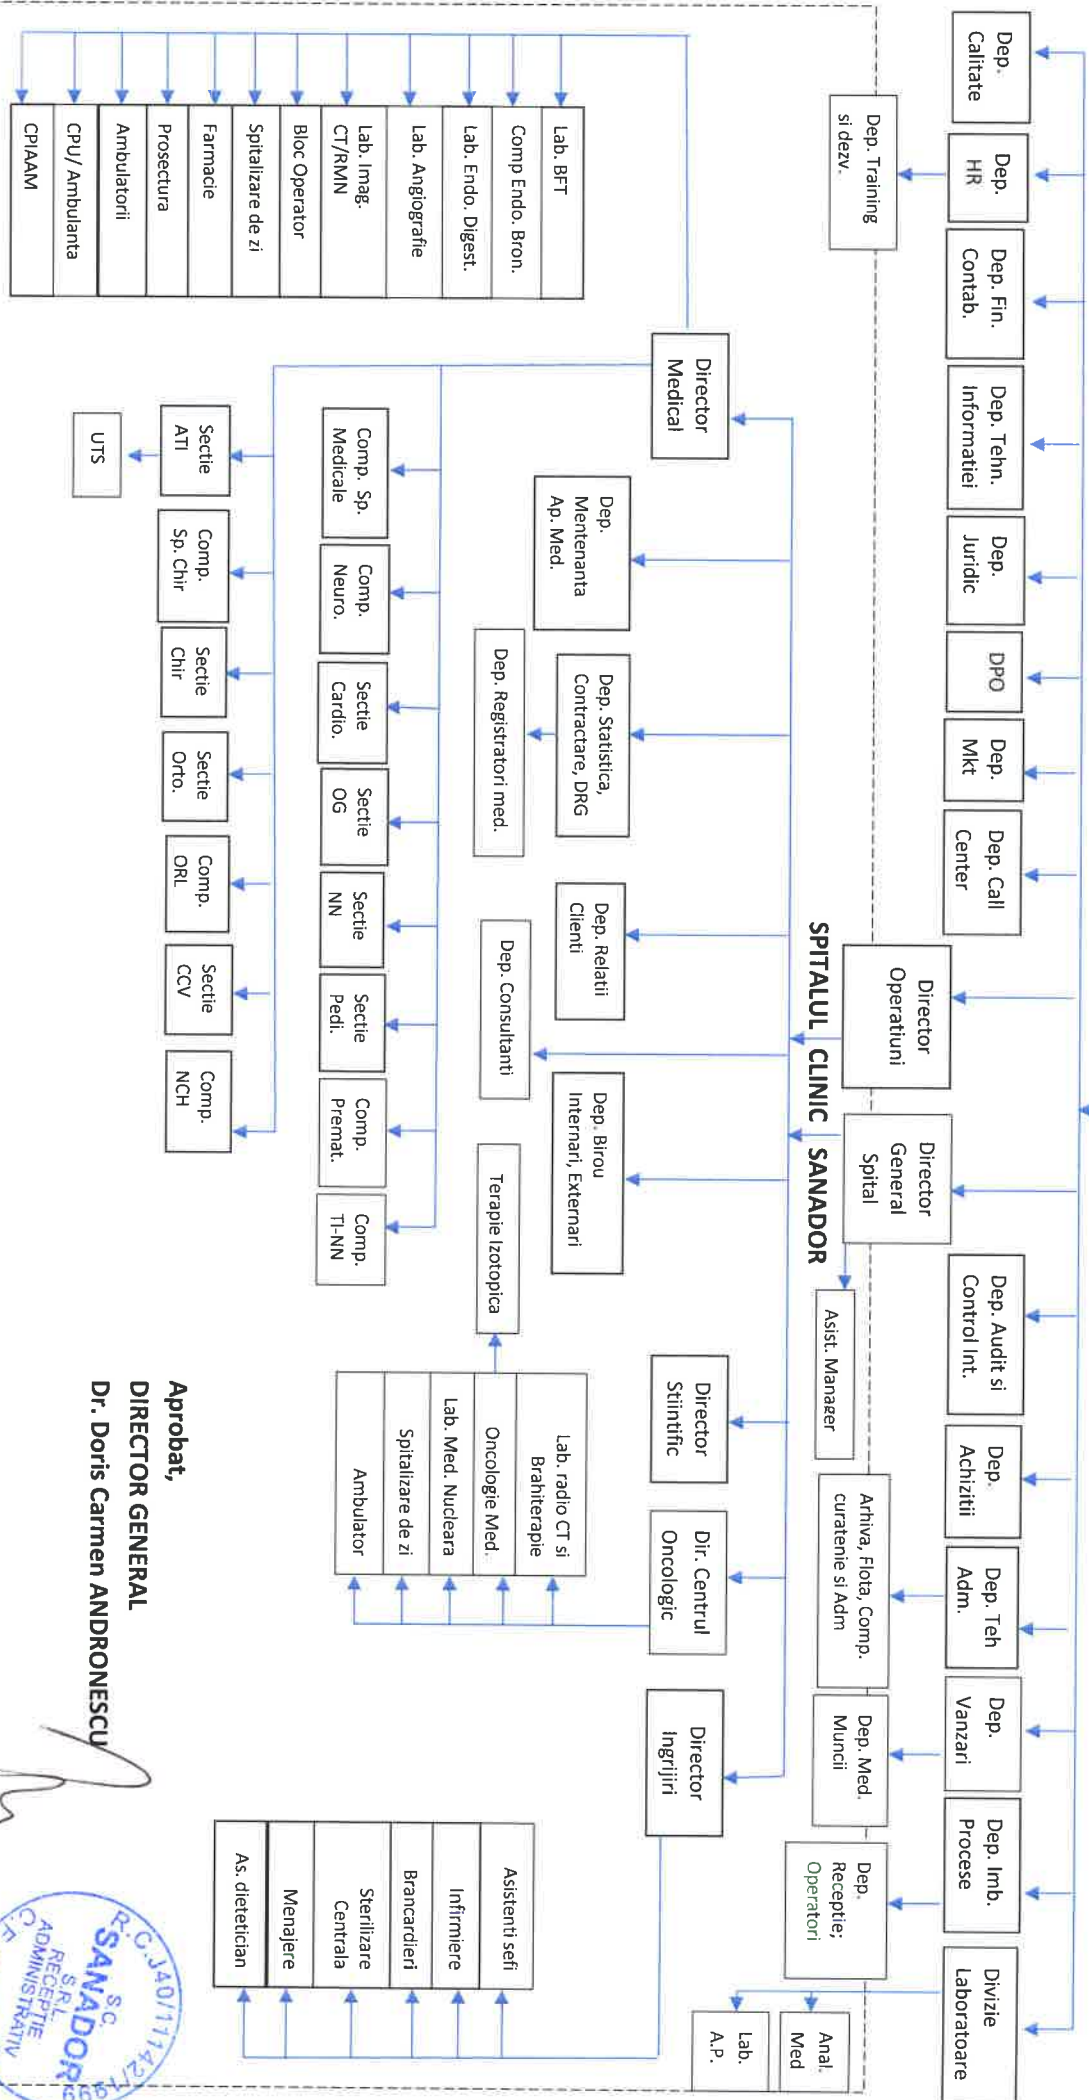 Dep.
Calitate
Dep.
HR
Dep. Fin.
Contab.
Dep. Tehn.
Informatiei
Dep.
Juridic
DPO
Dep.
Mkt
Dep. Call
Center
Director
Operatiuni
Director
General
Spital
Dep. Audit si
Control Int.
Dep.
Achizitii
Dep. Teh
Adm.
Dep.
Vanzari
Dep. Imb.
Procese
Divizie
Laboratoare
Dep. Training
si dezv.
Asist. Manager
Arhiva, Flota, Comp.
curatenie si Adm
Dep. Med.
Muncii
Dep.
Receptie;
Operatori
Anal.
Med
Lab.
A.P.
SPITALUL CLINIC SANADOR
Director
Medical
Dep.
Mentenanta
Ap. Med.
Dep. Statistica,
Contractare, DRG
Dep. Registratori med.
Dep. Relatii
Clienti
Dep. Consultanti
Dep. Birou
Internari, Externari
Director
Stiintific
Dir. Centrul
Oncologic
Director
Ingrijiri
Lab. BFT
Comp Endo. Bron.
Lab. Endo. Digest.
Lab. Angiografie
Lab. Imag.
CT/RMN
Bloc Operator
Spitalizare de zi
Farmacie
Prosectura
Ambulatorii
CPU/ Ambulanta
CPIAAM
Comp. Sp.
Medicale
Comp.
Neuro.
Sectie
Cardio.
Sectie
OG
Sectie
NN
Sectie
Pedi.
Comp.
Premat.
Comp.
TI-NN
Sectie
ATI
Comp.
Sp. Chir
Sectie
Chir
Sectie
Orto.
Comp.
ORL
Sectie
CCV
Comp.
NCH
UTS
Terapie Izotopica
Lab. radio CT si
Brahiterapie
Oncologie Med.
Lab. Med. Nucleara
Spitalizare de zi
Ambulator
Asistenti sefi
Infirmiere
Brancardieri
Sterilizare
Centrala
Menajere
As. dietetician
Aprobat,
DIRECTOR GENERAL
Dr. Doris Carmen ANDRONESCU
R.C.J40/11142/1999
S.C.
SANADOR
S.R.L.
RECEPTIE
ADMINISTRATIV